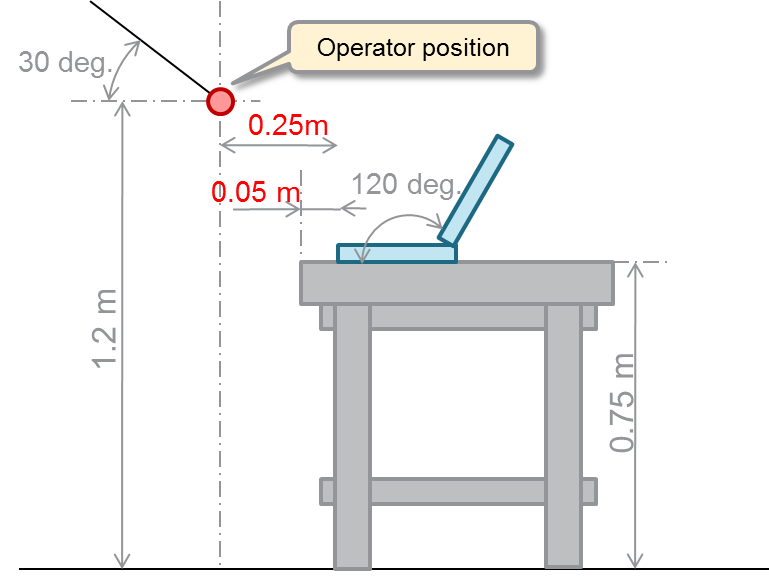 Operator position
30 deg.
0.25m
0.05 m
120 deg.
1.2 m
0.75 m